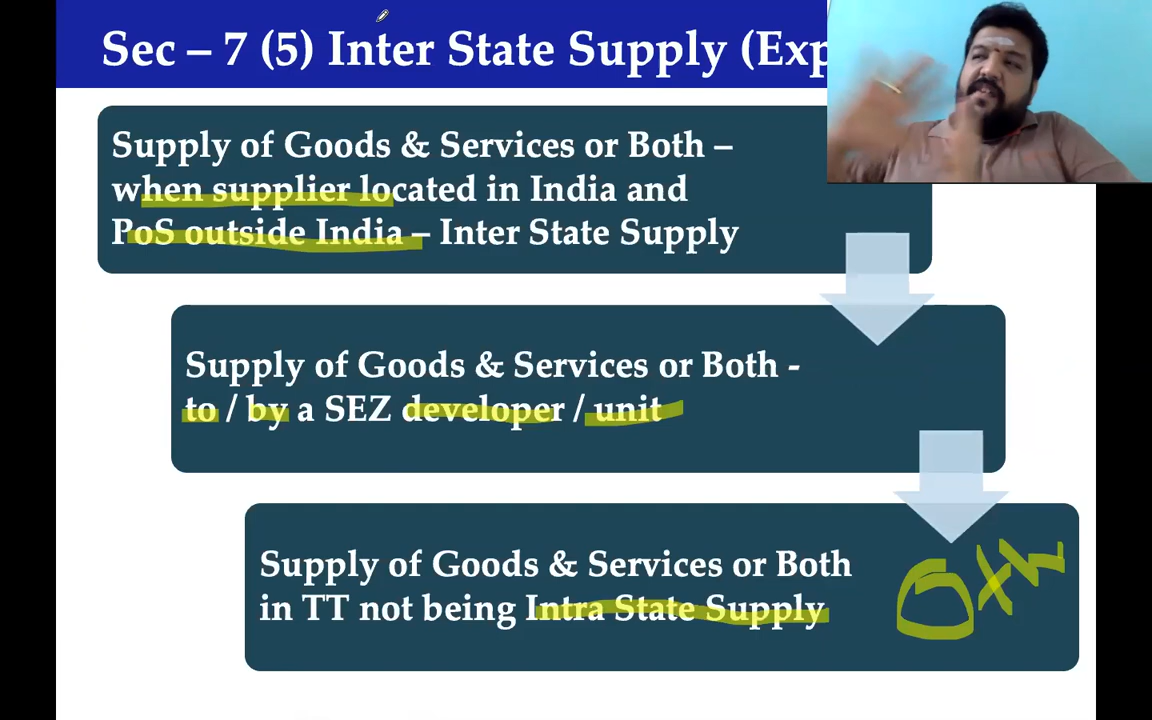 Sec – 7 (5) Inter State Supply (Exp
Supply of Goods & Services or Both –
when supplier located in India and
PoS outside India – Inter State Supply
Supply of Goods & Services or Both -
to / by a SEZ developer / unit
Supply of Goods & Services or Both
in TT not being Intra State Supply